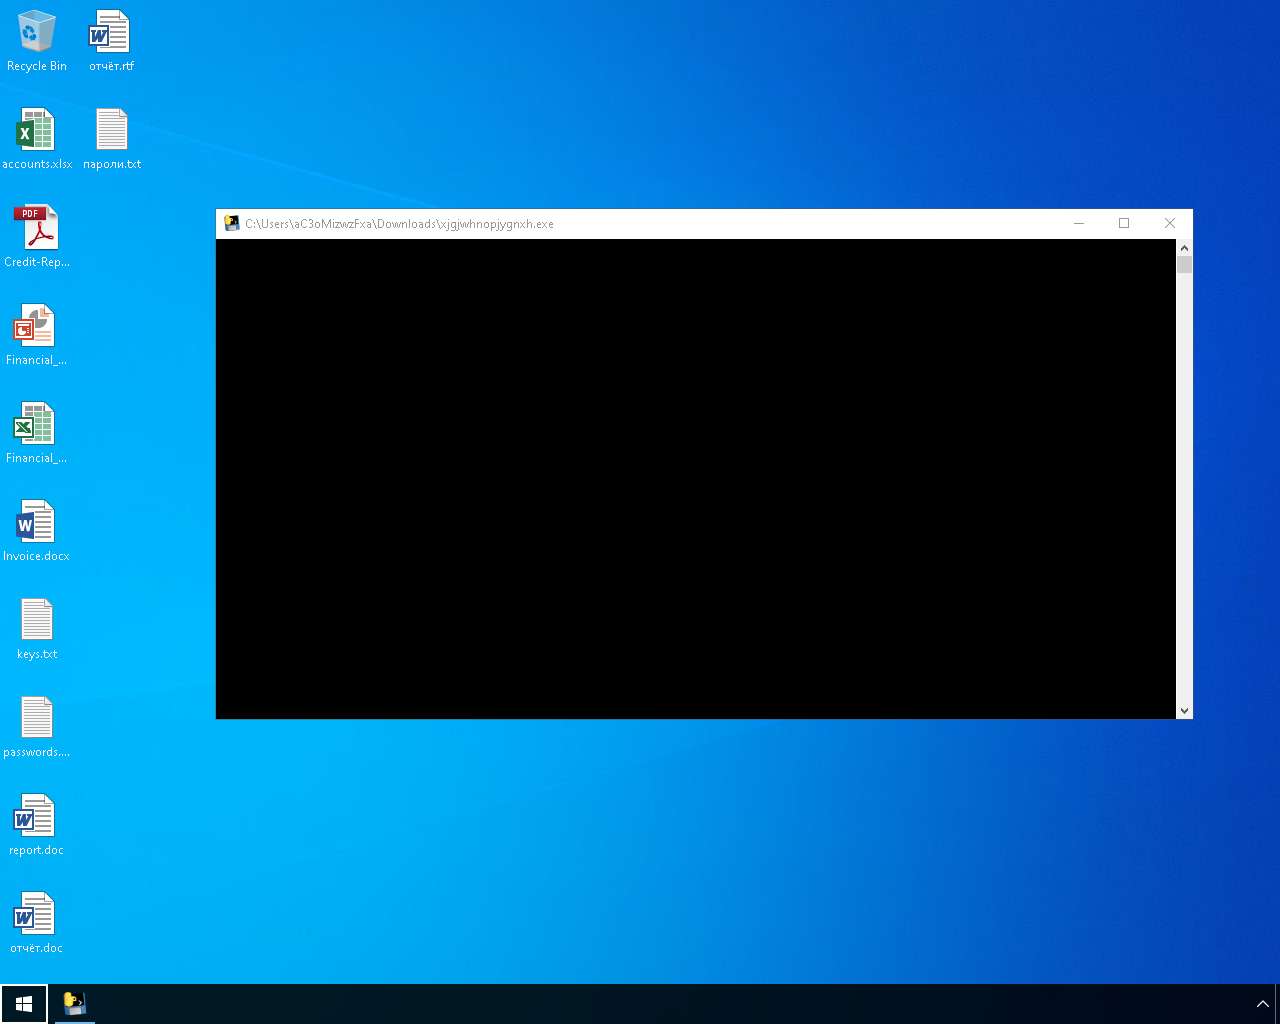 Recycle Bin
отчёт.rtf
accounts.xlsx
пароли.txt
C:\Users\aC3oMizwzFxa\Downloads\xjgjwhnopjygnxh.exe
PDF
Credit-Rep...
Financial_...
Financial_...
Invoice.docx
keys.txt
passwords....
report.doc
отчёт.doc